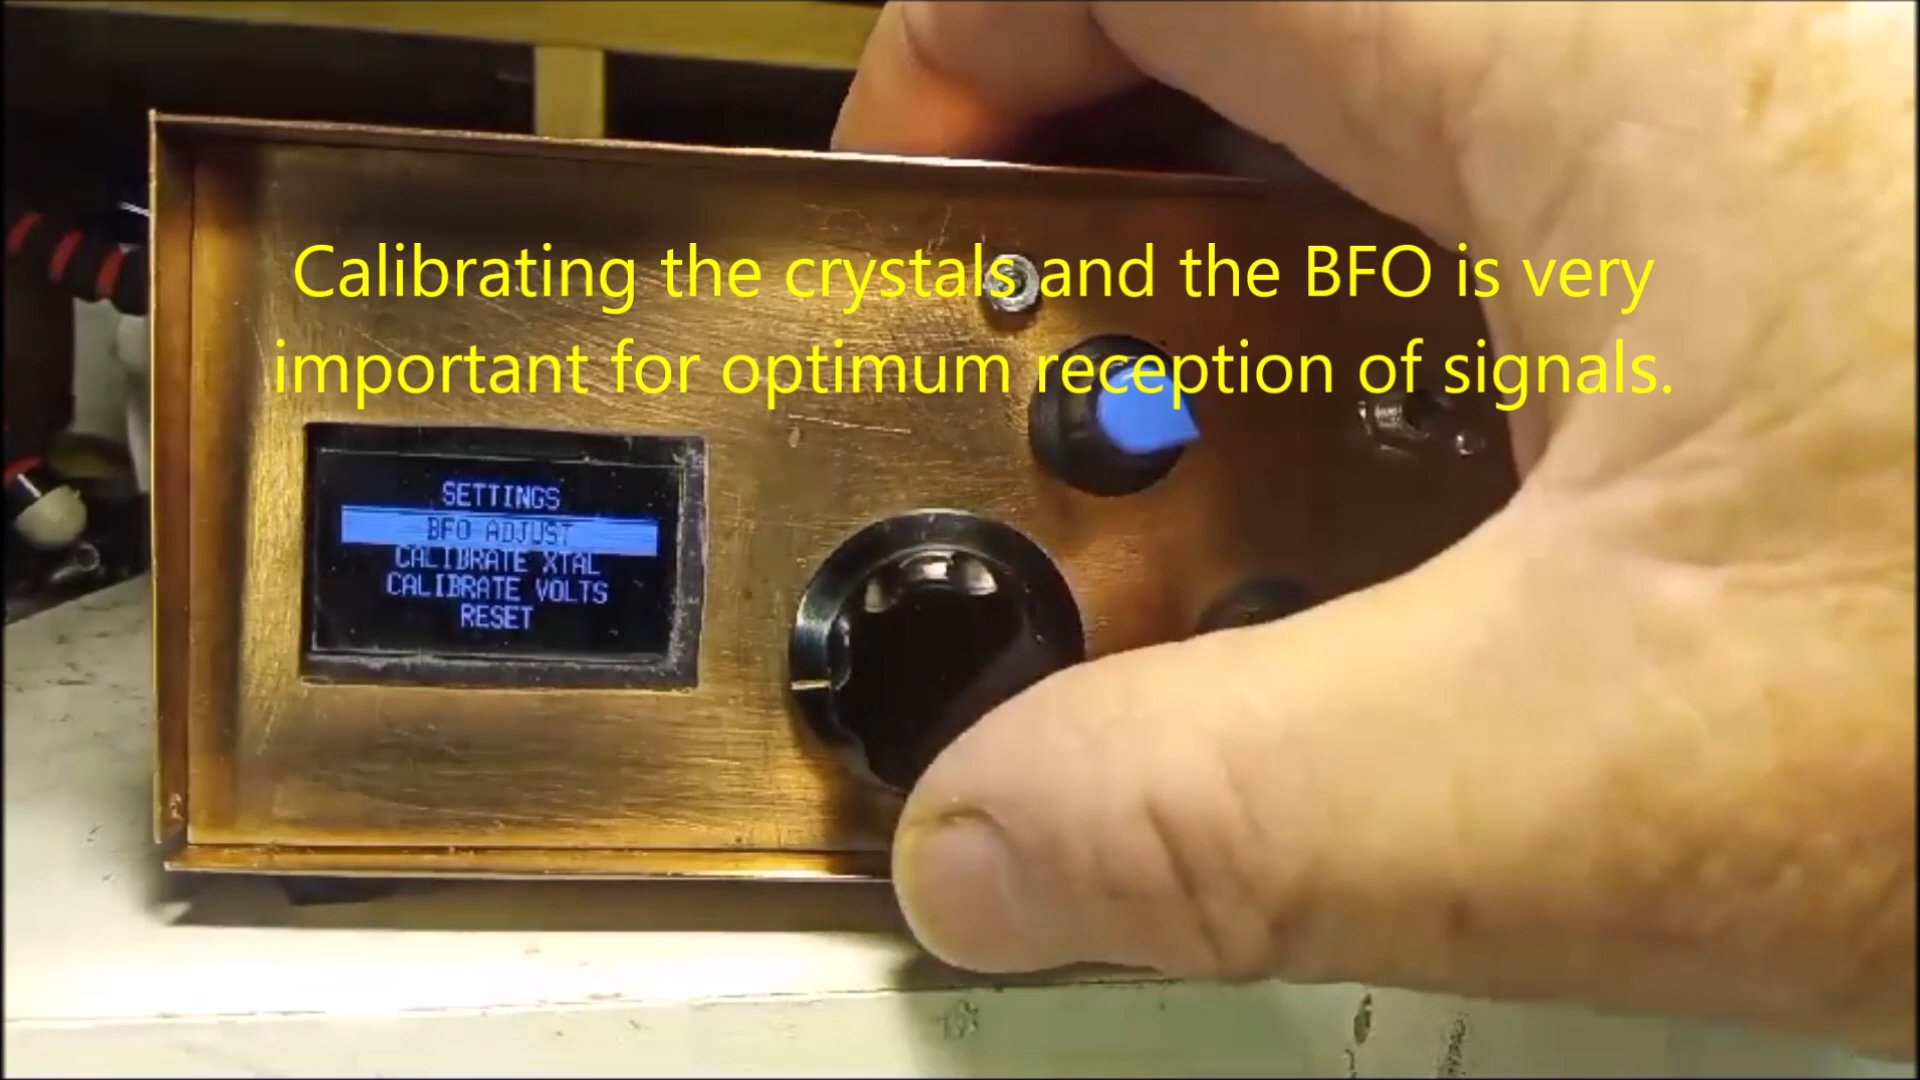 Calibrating the crystals and the BFO is very
important for optimum reception of signals.
SETTINGS
BFO ADJUST
CALIBRATE XTAL
CALIBRATE VOLTS
RESET